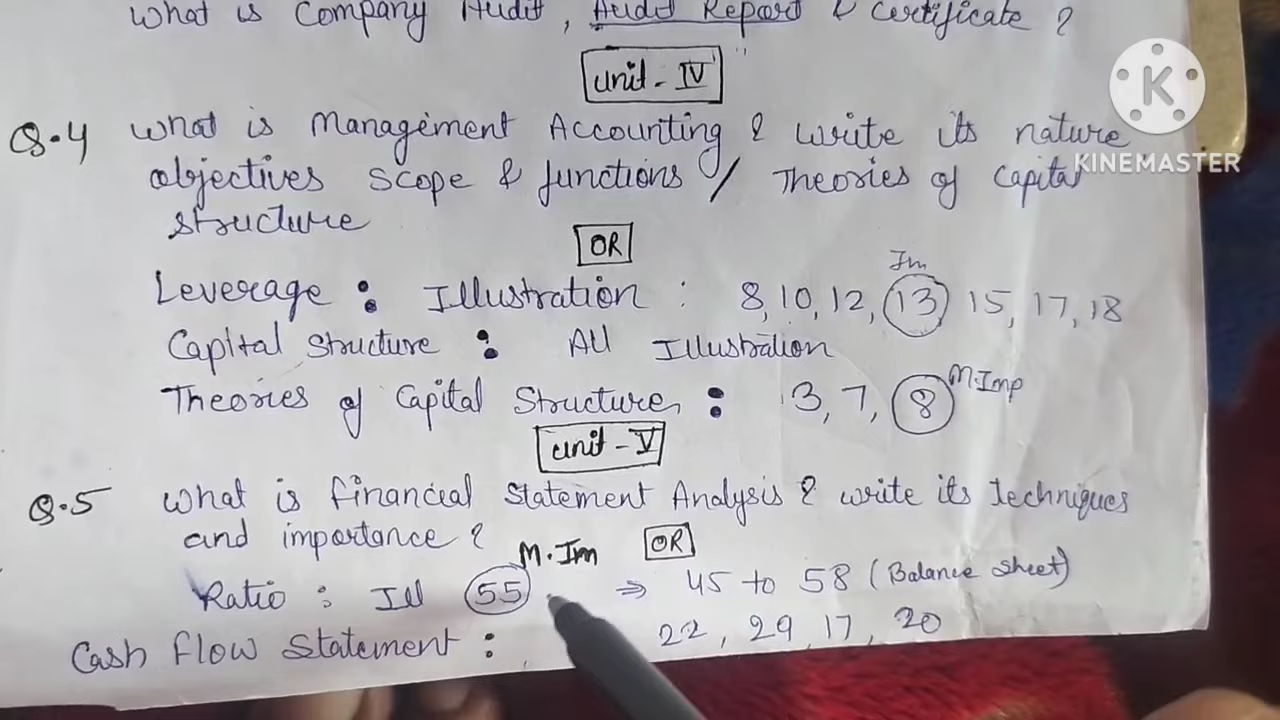 What is Company Audit, Audit Report & Certificate ?
Unit - IV
Q.4 What is Management Accounting ? write its nature
objectives scope & functions / Theories of Capital
structure
OR
Im
Leverage : Illustration : 8, 10, 12, 13 15, 17, 18
Capital Structure : All Illustration
Theories of Capital Structure : 3, 7, 8 M.Imp
Unit - V
Q.5 What is financial Statement Analysis ? write its techniques
and importance ?
M. Im OR
Ratio : Ill 55 => 45 to 58 (Balance Sheet)
Cash flow Statement : 22, 29, 17, 20
K
KINEMASTER